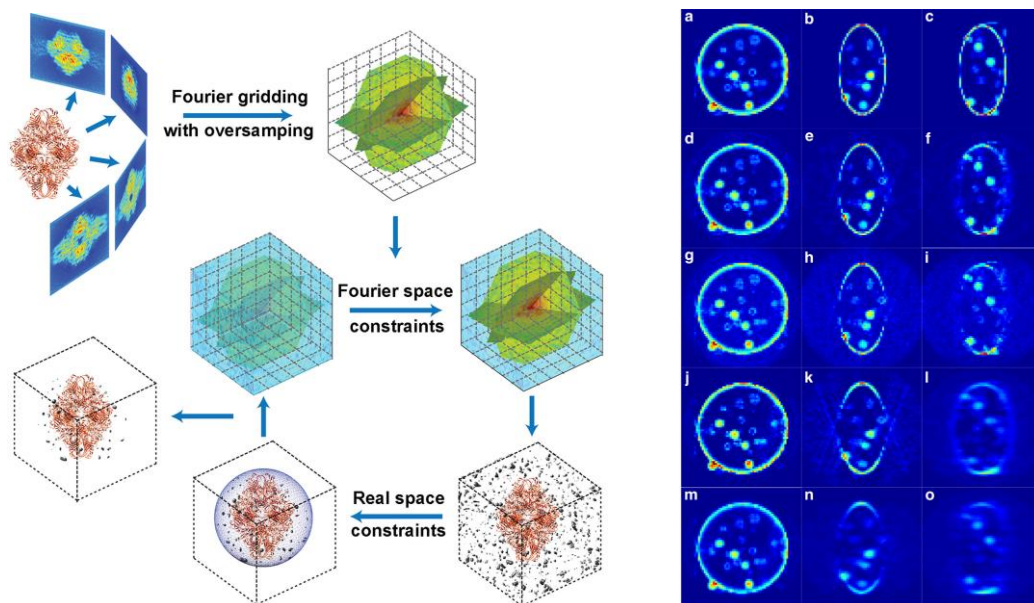 Fourier gridding
with oversamping
Fourier space
constraints
Real space
constraints
a b c
d e f
g h i
j k l
m n o